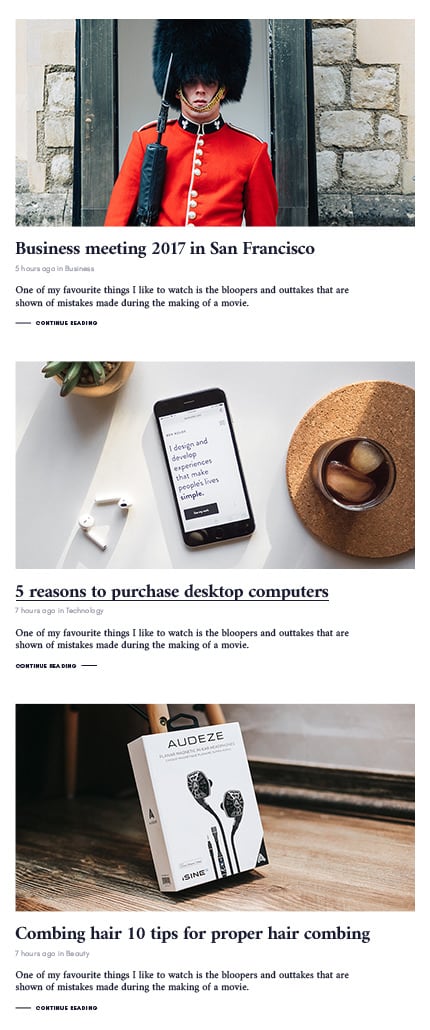 Business meeting 2017 in San Francisco
5 hours ago in Business
One of my favourite things I like to watch is the bloopers and outtakes that are
shown of mistakes made during the making of a movie.
CONTINUE READING
I design and
develop
experiences
that make
people's lives
simple.
5 reasons to purchase desktop computers
7 hours ago in Technology
One of my favourite things I like to watch is the bloopers and outtakes that are
shown of mistakes made during the making of a movie.
CONTINUE READING
AUDEZE
PLANAR MAGNETIC IN-EAR HEADPHONES
iSINE
Combing hair 10 tips for proper hair combing
7 hours ago in Beauty
One of my favourite things I like to watch is the bloopers and outtakes that are
shown of mistakes made during the making of a movie.
CONTINUE READING